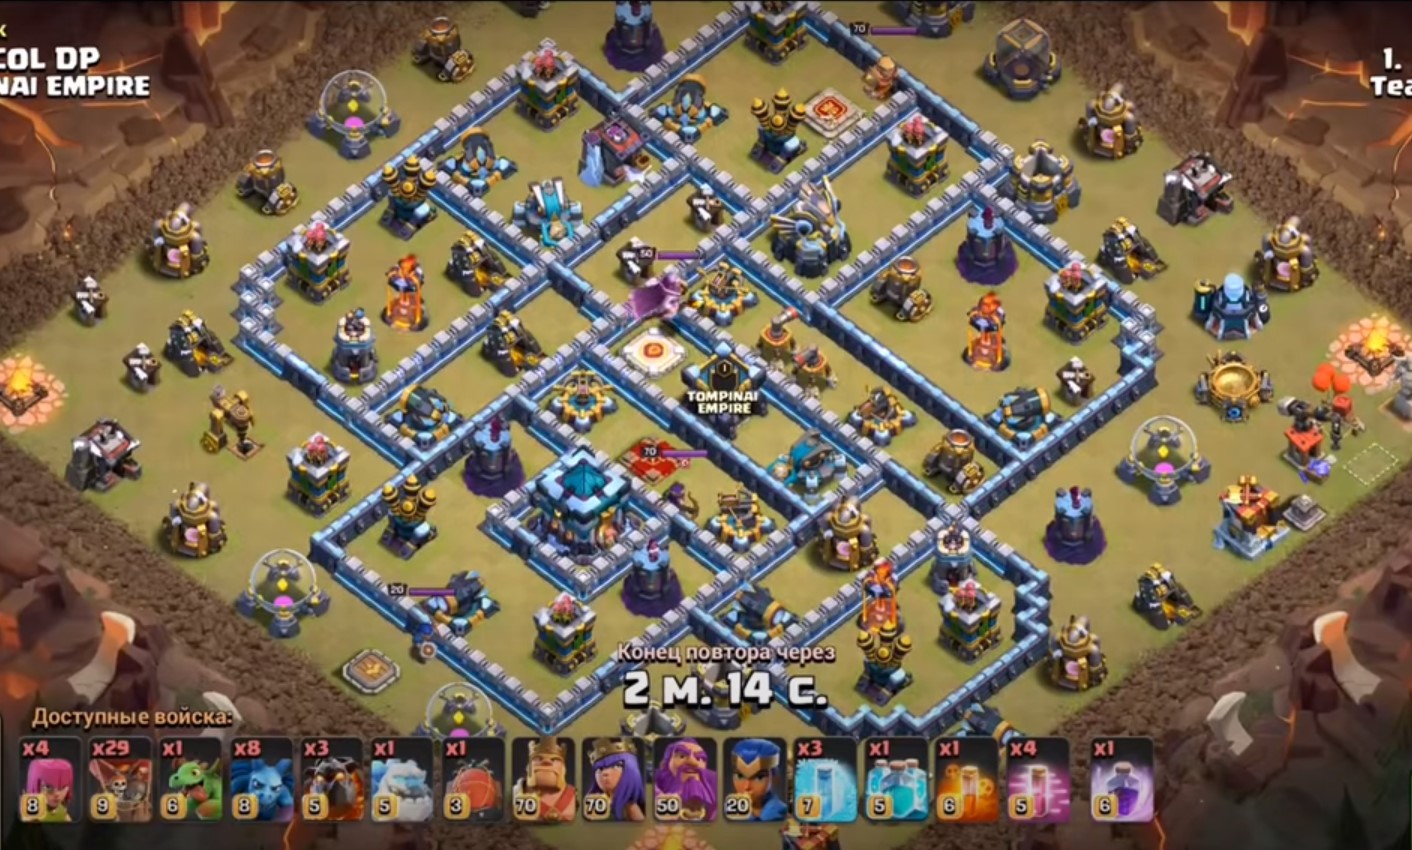 COL DP
NAI EMPIRE
1.
Tea
70
50
TOMPINAI
EMPIRE
70
20
Конец повтора через
2 м. 14 с.
Доступные войска:
x4 x29 x1 x8 x3 x1 x1 x3 x1 x1 x4 x1
8 9 6 8 5 5 3 70 70 50 20 7 5 6 5 6